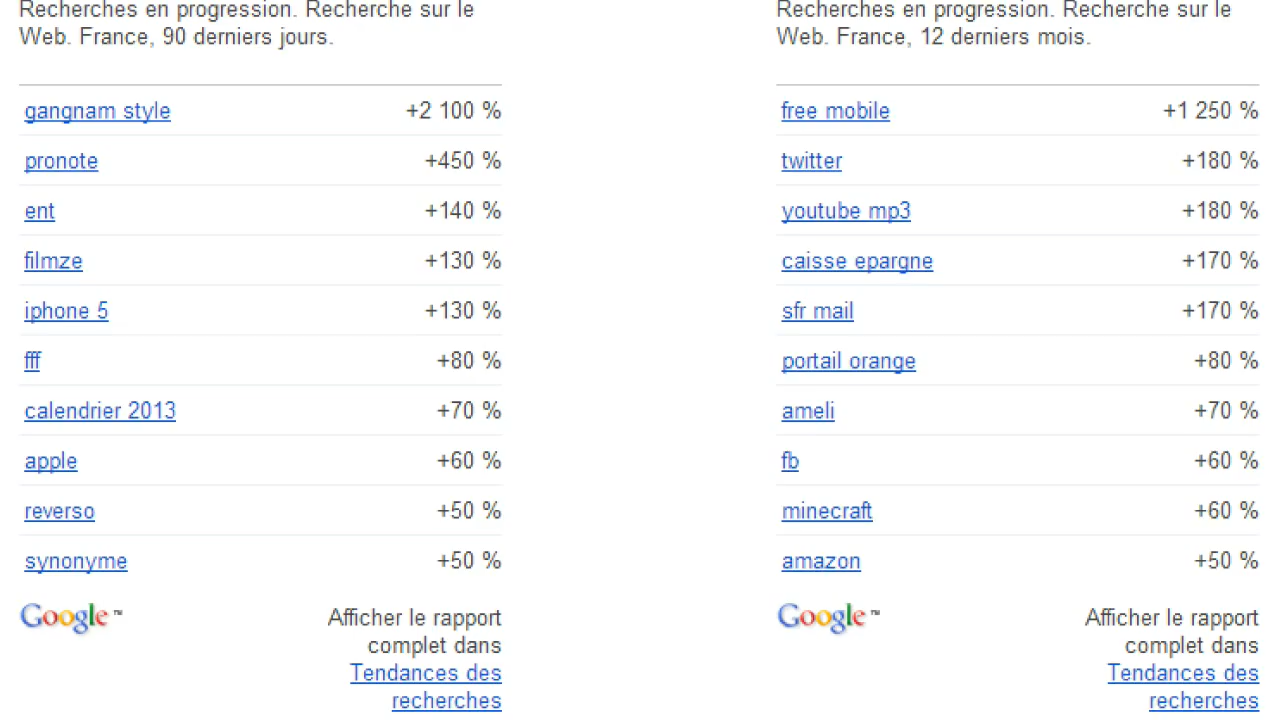 Recherches en progression. Recherche sur le
Web. France, 90 derniers jours.
gangnam style +2 100 %
pronote +450 %
ent +140 %
filmze +130 %
iphone 5 +130 %
fff +80 %
calendrier 2013 +70 %
apple +60 %
reverso +50 %
synonyme +50 %
Google™ Afficher le rapport
complet dans
Tendances des
recherches
Recherches en progression. Recherche sur le
Web. France, 12 derniers mois.
free mobile +1 250 %
twitter +180 %
youtube mp3 +180 %
caisse epargne +170 %
sfr mail +170 %
portail orange +80 %
ameli +70 %
fb +60 %
minecraft +60 %
amazon +50 %
Google™ Afficher le rapport
complet dans
Tendances des
recherches